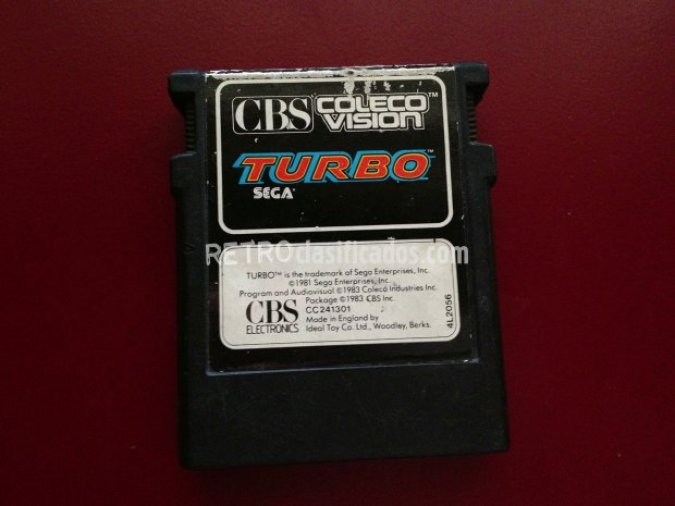 CBS COLECO VISION™
TURBO™
SEGA
RETROclasificados.com
TURBO™ is the trademark of Sega Enterprises, Inc.
©1981 Sega Enterprises, Inc.
Program and Audiovisual ©1983 Coleco Industries Inc.
Package ©1983 CBS Inc
CBS
ELECTRONICS
CC241301
Made in England by
Ideal Toy Co. Ltd., Woodley, Berks.
4L2056